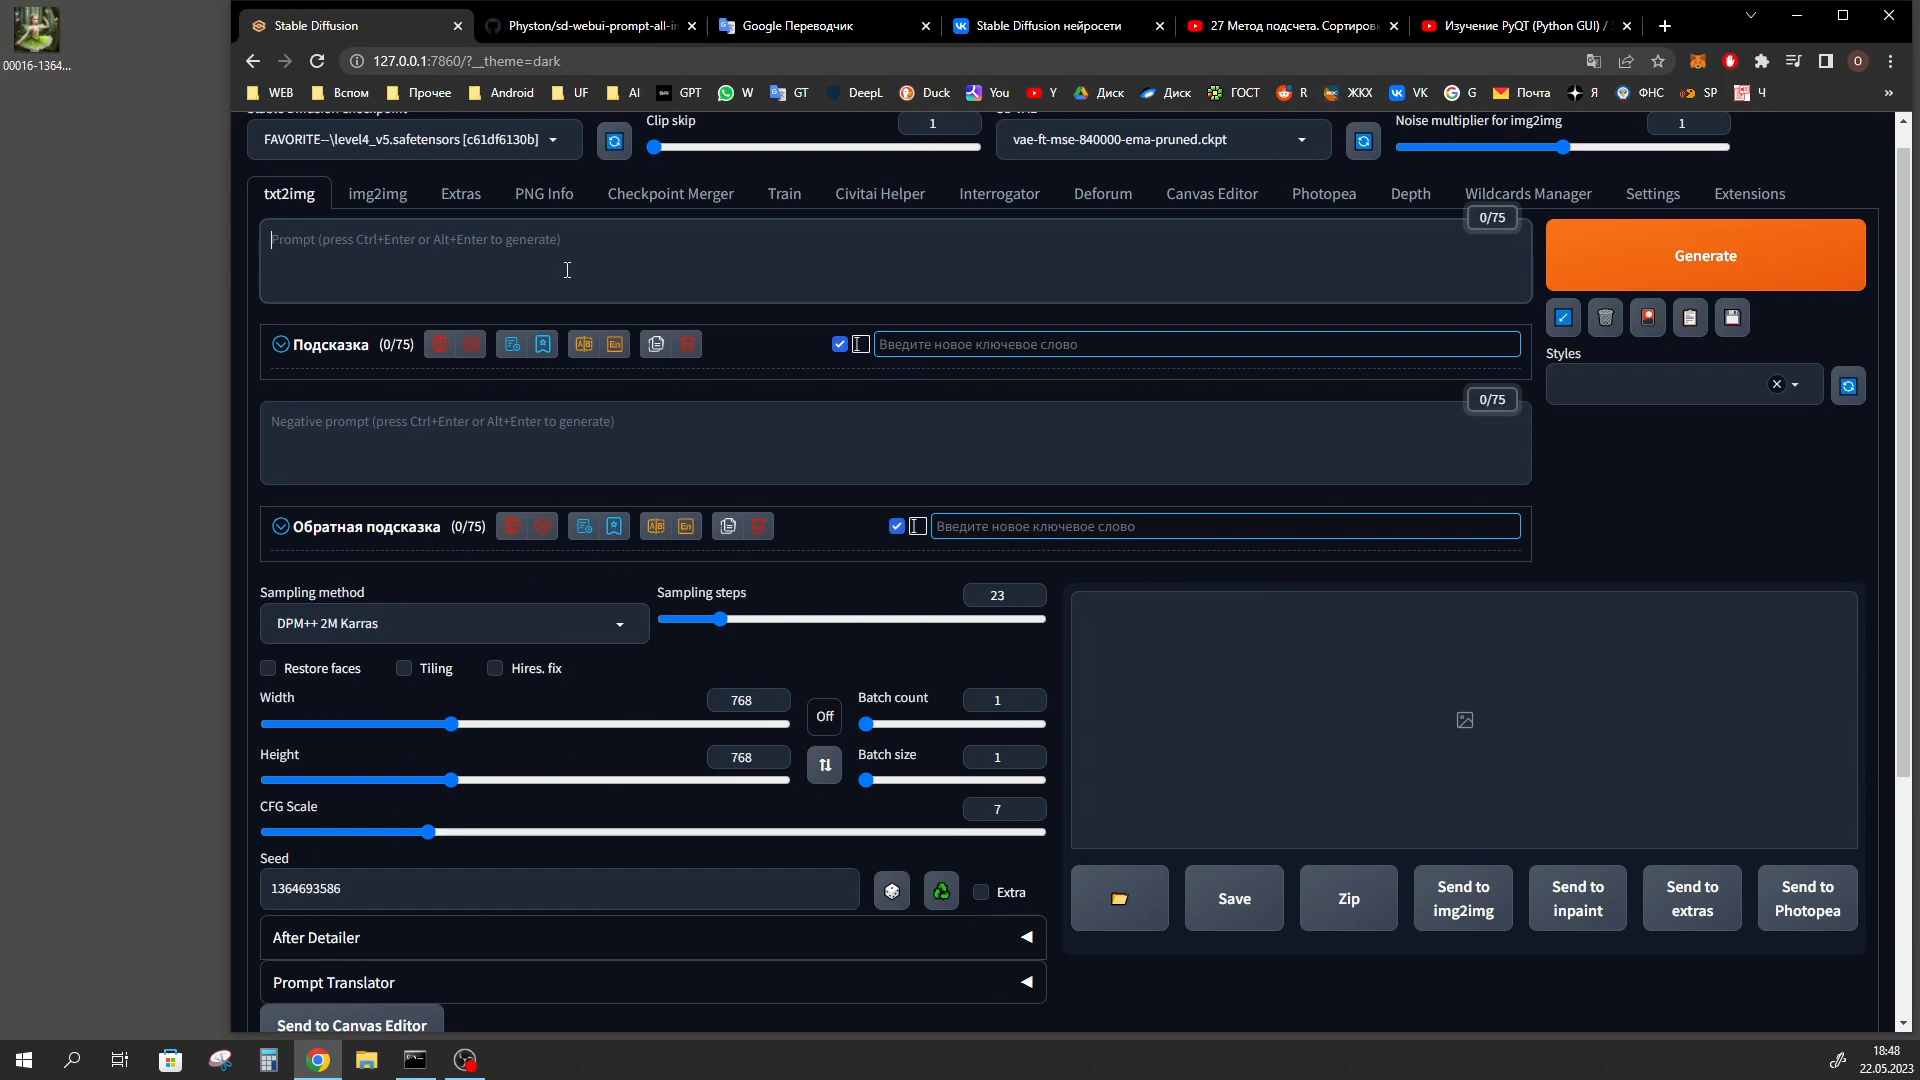 00016-1364...
Stable Diffusion
Physton/sd-webui-prompt-all-in
Google Переводчик
Stable Diffusion нейросети
27 Метод подсчета. Сортировк
Изучение PyQT (Python GUI) /
127.0.0.1:7860/?__theme=dark
О
WEB
Вспом
Прочее
Android
UF
AI
GPT
W
GT
DeepL
Duck
You
Y
Диск
Диск
ГОСТ
R
ЖКХ
VK
G
Почта
Я
ФНС
SP
Ч
Clip skip
1
Noise multiplier for img2img
1
FAVORITE--\level4_v5.safetensors [c61df6130b]
vae-ft-mse-840000-ema-pruned.ckpt
txt2img
img2img
Extras
PNG Info
Checkpoint Merger
Train
Civitai Helper
Interrogator
Deforum
Canvas Editor
Photopea
Depth
Wildcards Manager
Settings
Extensions
0/75
Prompt (press Ctrl+Enter or Alt+Enter to generate)
Generate
Подсказка (0/75)
Введите новое ключевое слово
Styles
0/75
Negative prompt (press Ctrl+Enter or Alt+Enter to generate)
Обратная подсказка (0/75)
Введите новое ключевое слово
Sampling method
DPM++ 2M Karras
Sampling steps
23
Restore faces
Tiling
Hires. fix
Width
768
Off
Batch count
1
Height
768
Batch size
1
CFG Scale
7
Seed
1364693586
Extra
Save
Zip
Send to
img2img
Send to
inpaint
Send to
extras
Send to
Photopea
After Detailer
Prompt Translator
Send to Canvas Editor
18:48
22.05.2023